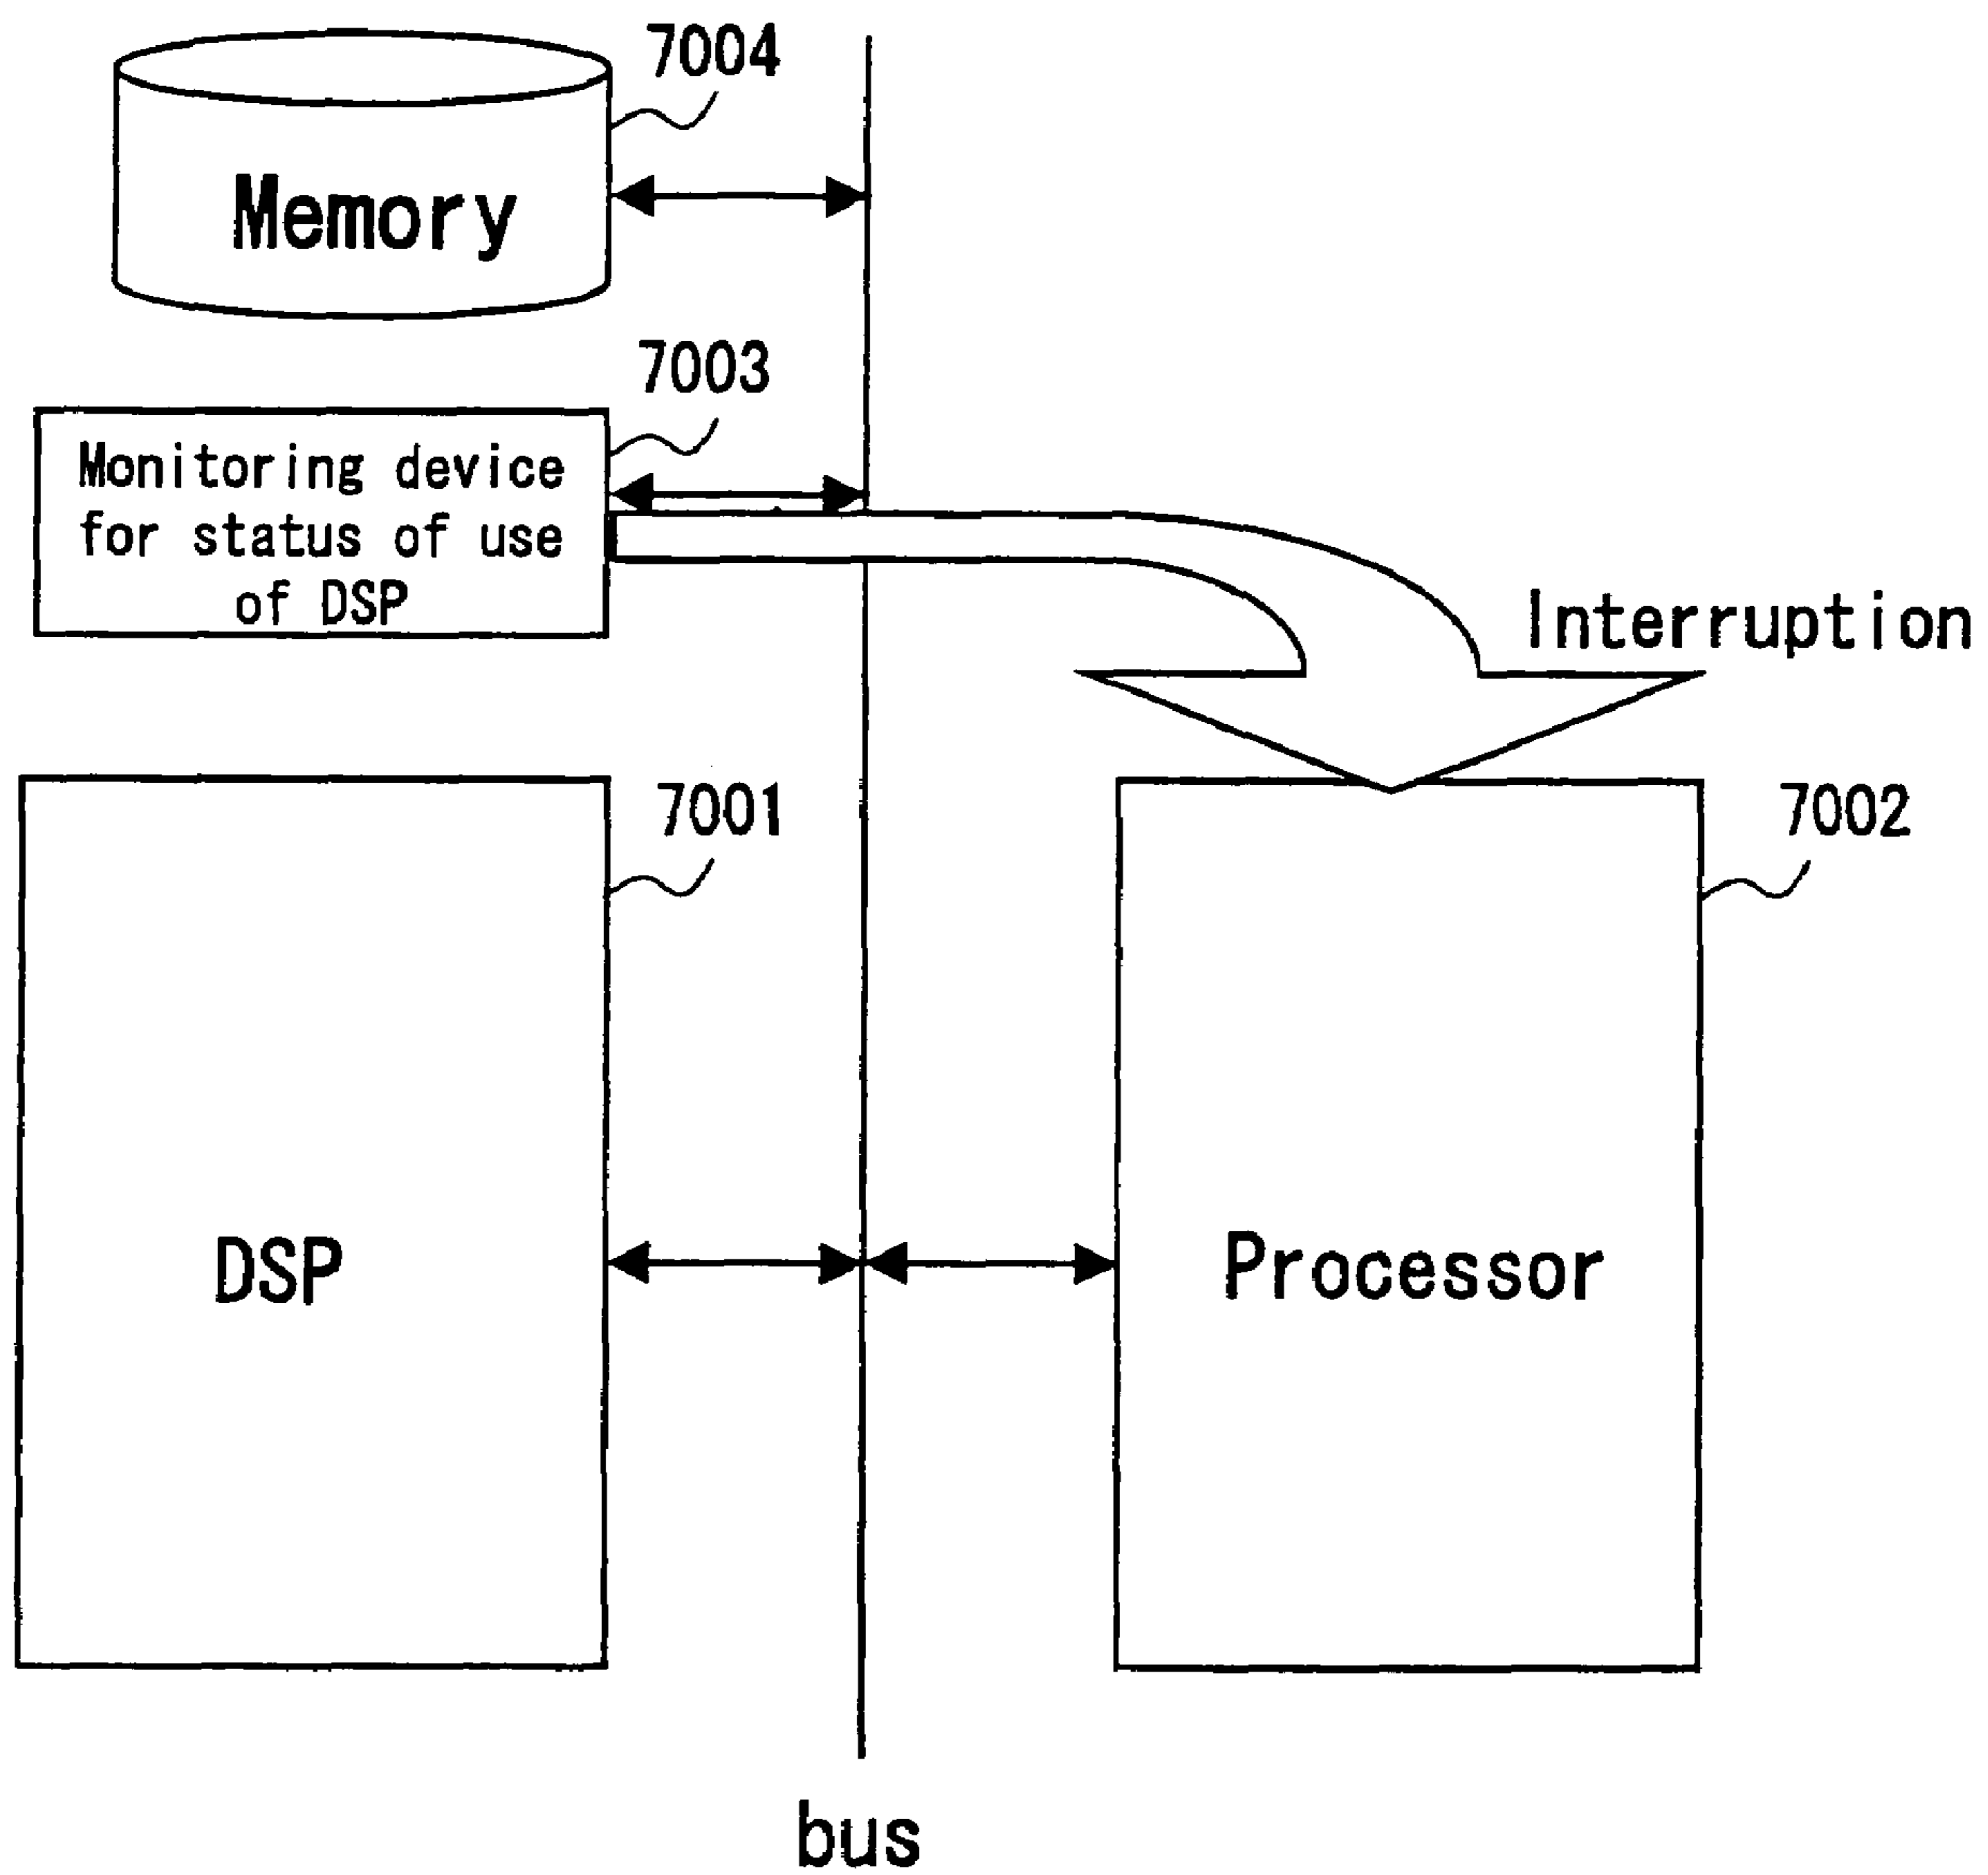 7004
Memory
7003
Monitoring device
for status of use
of DSP
Interruption
7001
7002
DSP
Processor
bus